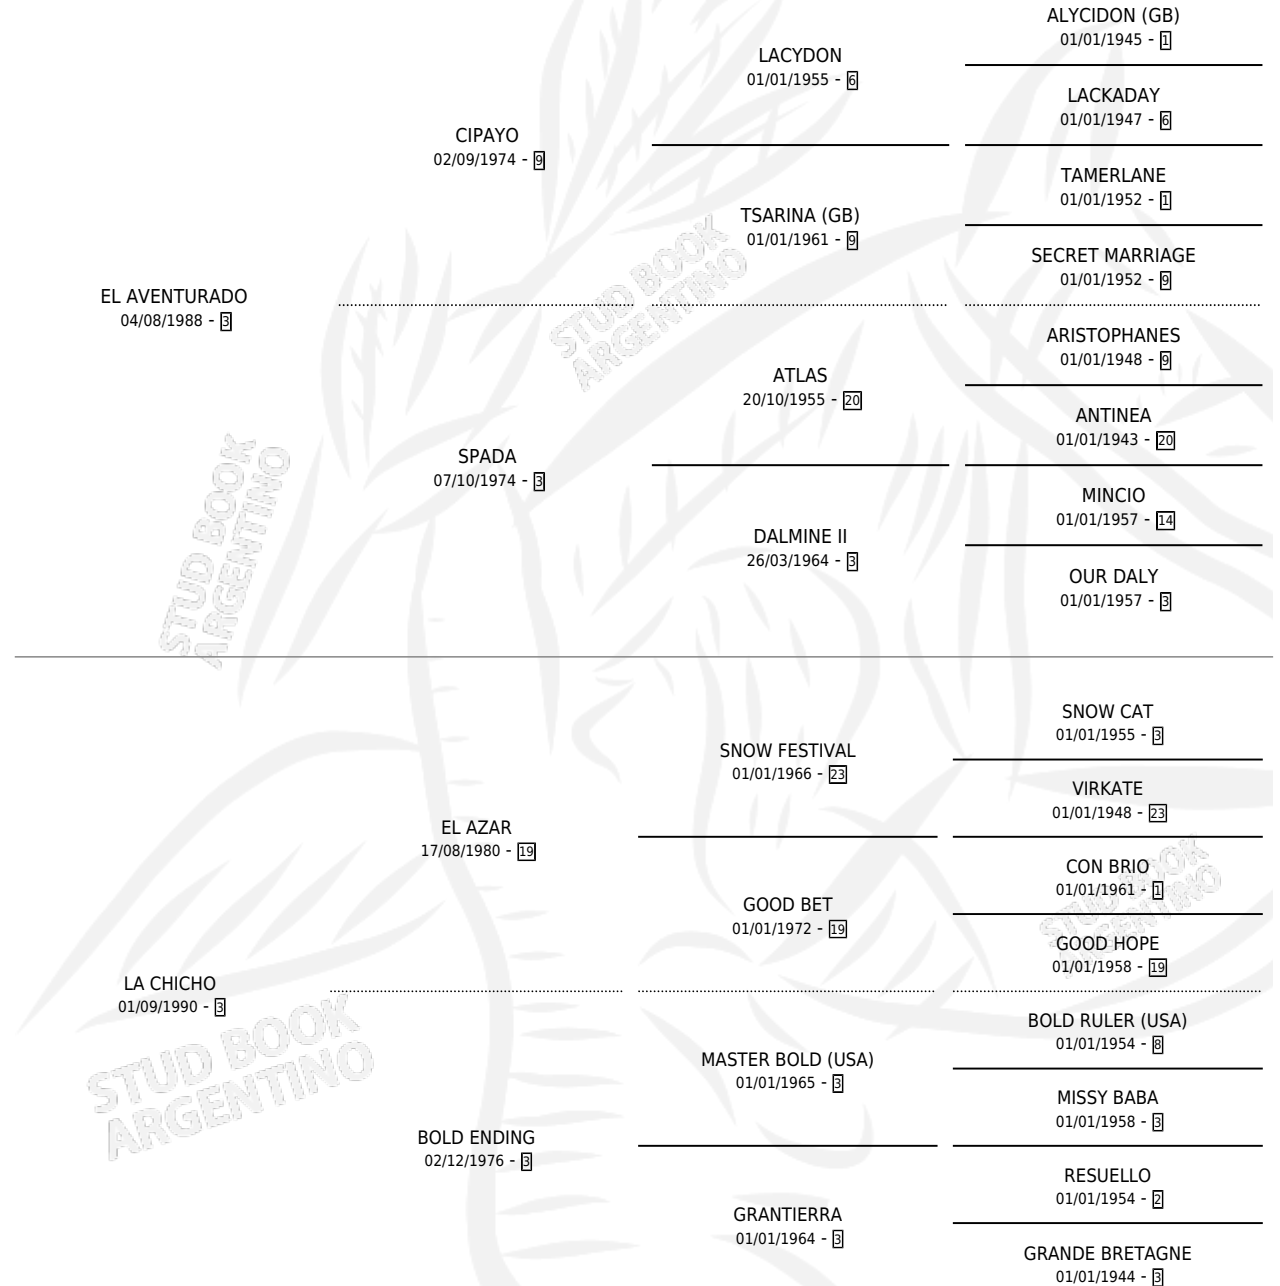 ALYCIDON (GB)
01/01/1945 - 1
LACYDON
01/01/1955 - 6
LACKADAY
01/01/1947 - 6
CIPAYO
02/09/1974 - 9
TAMERLANE
01/01/1952 - 1
TSARINA (GB)
01/01/1961 - 9
SECRET MARRIAGE
01/01/1952 - 9
EL AVENTURADO
04/08/1988 - 3
STUD BOOK
ARGENTINO
ARISTOPHANES
01/01/1948 - 9
ATLAS
20/10/1955 - 20
ANTINEA
01/01/1943 - 20
SPADA
07/10/1974 - 3
MINCIO
01/01/1957 - 14
DALMINE II
26/03/1964 - 3
OUR DALY
01/01/1957 - 3
STUD BOOK
ARGENTINO
SNOW CAT
01/01/1955 - 3
SNOW FESTIVAL
01/01/1966 - 23
VIRKATE
01/01/1948 - 23
EL AZAR
17/08/1980 - 19
CON BRIO
01/01/1961 - 1
GOOD BET
01/01/1972 - 19
GOOD HOPE
01/01/1958 - 19
STUD BOOK
ARGENTINO
LA CHICHO
01/09/1990 - 3
BOLD RULER (USA)
01/01/1954 - 8
MASTER BOLD (USA)
01/01/1965 - 3
MISSY BABA
01/01/1958 - 3
STUD BOOK
ARGENTINO
BOLD ENDING
02/12/1976 - 3
RESUELLO
01/01/1954 - 2
GRANTIERRA
01/01/1964 - 3
GRANDE BRETAGNE
01/01/1944 - 3